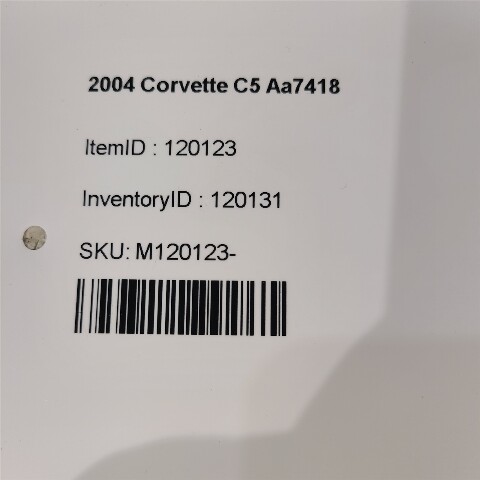 2004 Corvette C5 Aa7418
ItemID : 120123
InventoryID : 120131
SKU: M120123-